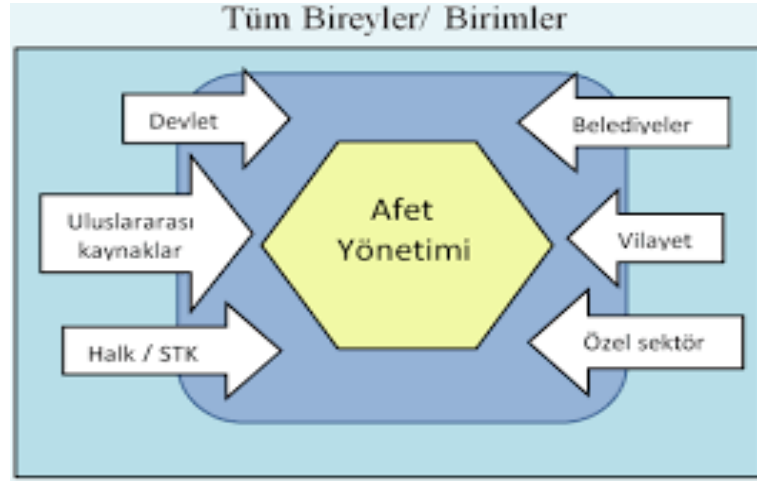 Tüm Bireyler/ Birimler
Devlet
Belediyeler
Afet
Yönetimi
Uluslararası
kaynaklar
Vilayet
Halk / STK
Özel sektör